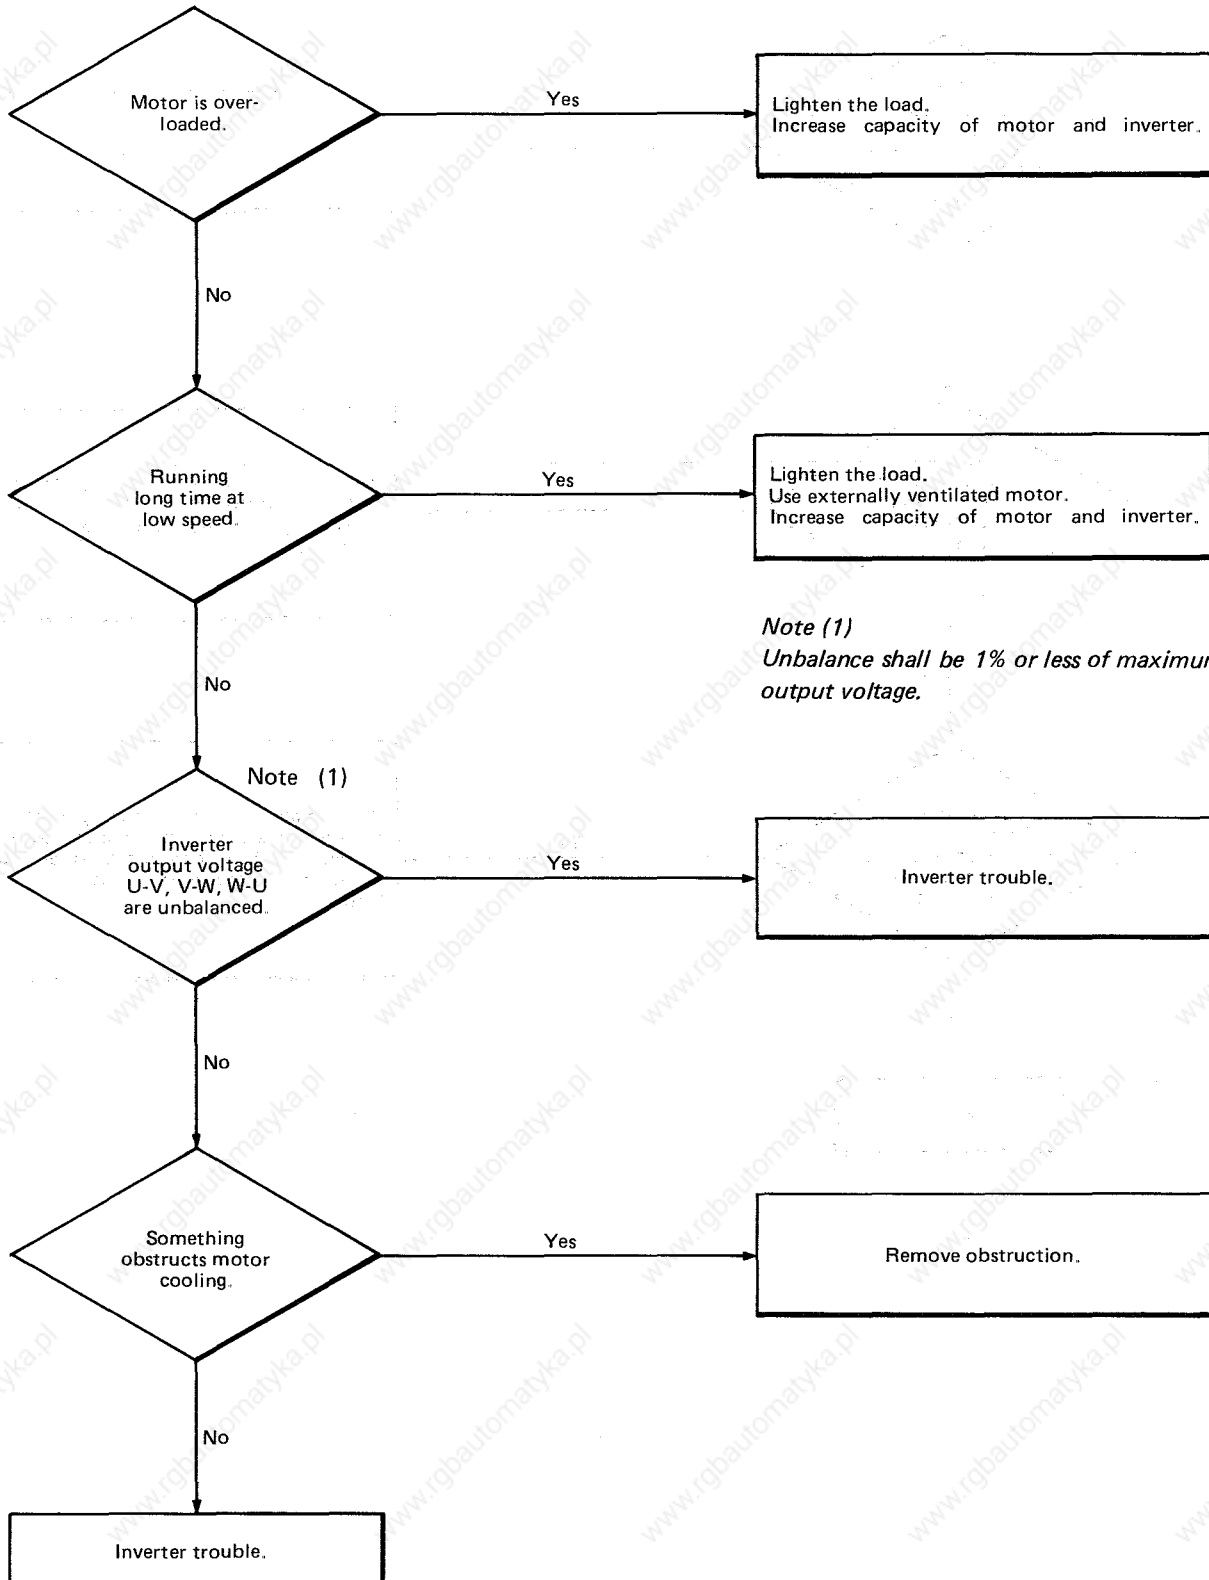 Motor is over-
loaded.
Yes
Lighten the load.
Increase capacity of motor and inverter.
No
Running
long time at
low speed.
Yes
Lighten the load.
Use externally ventilated motor.
Increase capacity of motor and inverter.
Note (1)
Unbalance shall be 1% or less of maximum
output voltage.
No
Note (1)
Inverter
output voltage
U-V, V-W, W-U
are unbalanced.
Yes
Inverter trouble.
No
Something
obstructs motor
cooling.
Yes
Remove obstruction.
No
Inverter trouble.
www.rgbautomatyka.pl